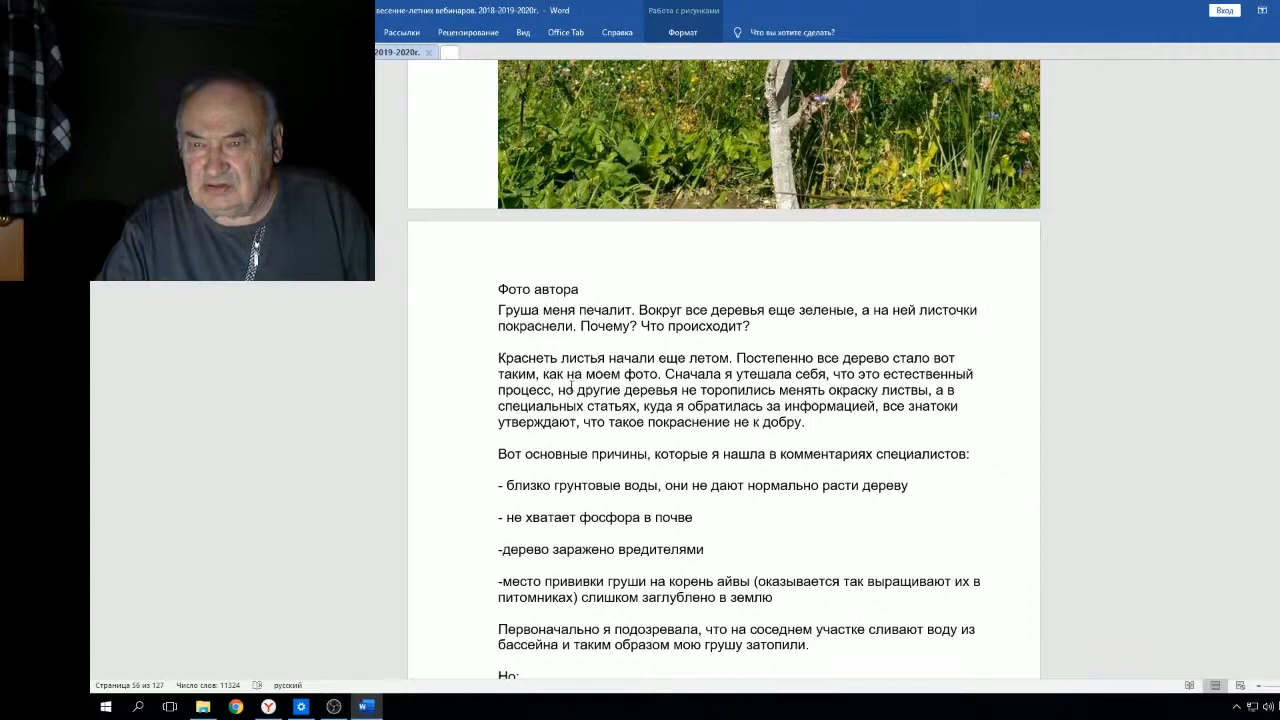 весенне-летних вебинаров. 2018-2019-2020г. - Word
Работа с рисунками
Вход
Рассылки Рецензирование Вид Office Tab Справка Формат Что вы хотите сделать?
2019-2020г.
Фото автора
Груша меня печалит. Вокруг все деревья еще зеленые, а на ней листочки
покраснели. Почему? Что происходит?
Краснеть листья начали еще летом. Постепенно все дерево стало вот
таким, как на моем фото. Сначала я утешала себя, что это естественный
процесс, но другие деревья не торопились менять окраску листвы, а в
специальных статьях, куда я обратилась за информацией, все знатоки
утверждают, что такое покраснение не к добру.
Вот основные причины, которые я нашла в комментариях специалистов:
- близко грунтовые воды, они не дают нормально расти дереву
- не хватает фосфора в почве
-дерево заражено вредителями
-место прививки груши на корень айвы (оказывается так выращивают их в
питомниках) слишком заглублено в землю
Первоначально я подозревала, что на соседнем участке сливают воду из
бассейна и таким образом мою грушу затопили.
Но:
Страница 56 из 127 Число слов: 11324 русский